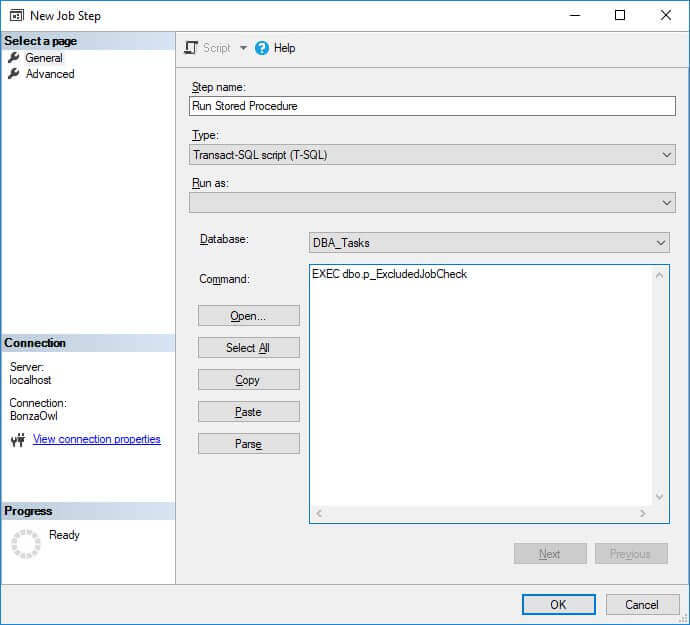 New Job Step
Select a page
General
Advanced
Script
Help
Step name:
Run Stored Procedure
Type:
Transact-SQL script (T-SQL)
Run as:
Database:
DBA_Tasks
Command:
EXEC dbo.p_ExcludedJobCheck
Open...
Select All
Copy
Paste
Parse
Connection
Server:
localhost
Connection:
BonzaOwl
View connection properties
Progress
Ready
Next
Previous
OK
Cancel